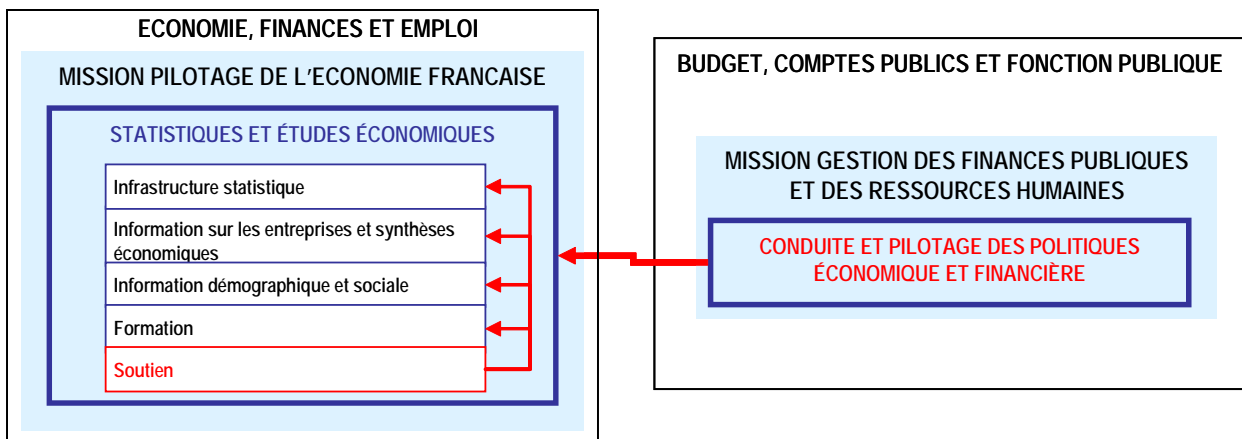 ECONOMIE, FINANCES ET EMPLOI
MISSION PILOTAGE DE L'ECONOMIE FRANCAISE
STATISTIQUES ET ÉTUDES ÉCONOMIQUES
Infrastructure statistique
Information sur les entreprises et synthèses
économiques
Information démographique et sociale
Formation
Soutien
BUDGET, COMPTES PUBLICS ET FONCTION PUBLIQUE
MISSION GESTION DES FINANCES PUBLIQUES
ET DES RESSOURCES HUMAINES
CONDUITE ET PILOTAGE DES POLITIQUES
ÉCONOMIQUE ET FINANCIÈRE